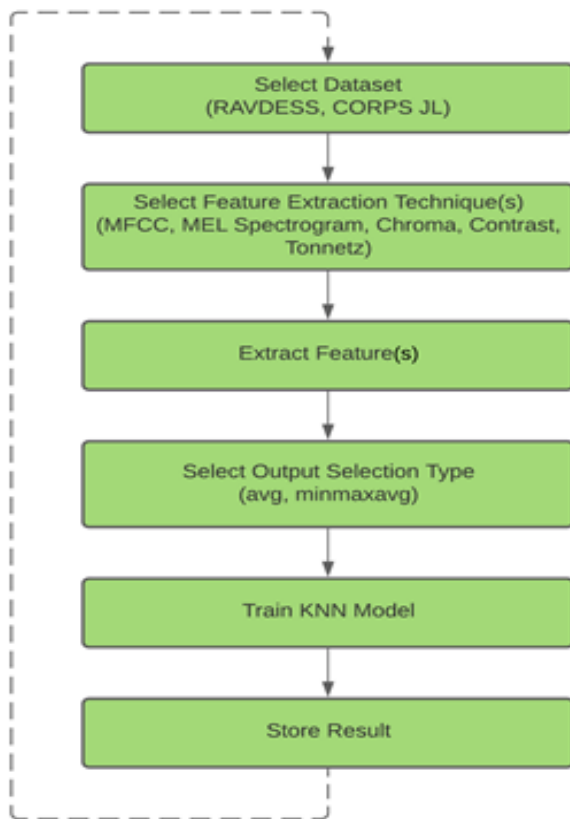 Select Dataset
(RAVDESS, CORPS JL)
Select Feature Extraction Technique(s)
(MFCC, MEL Spectrogram, Chroma, Contrast,
Tonnetz)
Extract Feature(s)
Select Output Selection Type
(avg, minmaxavg)
Train KNN Model
Store Result